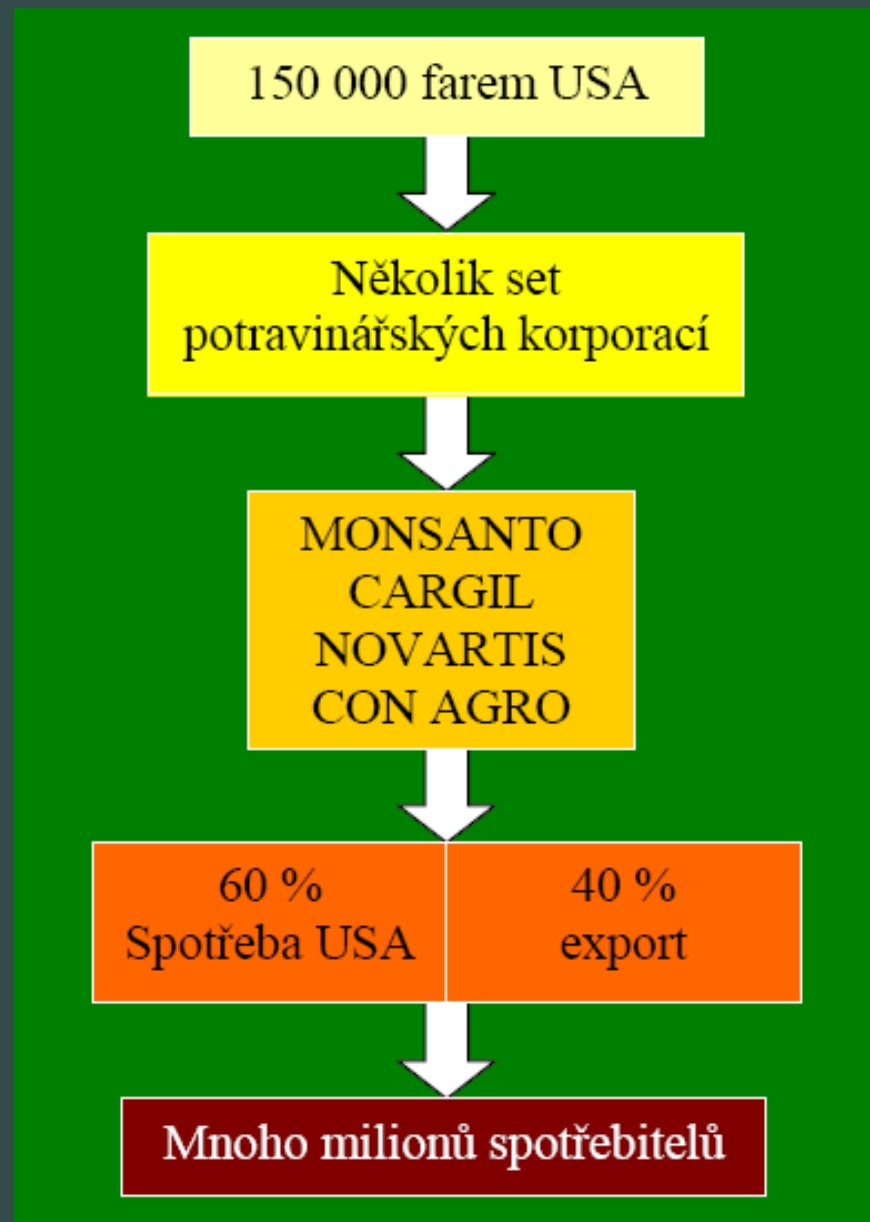 150 000 farem USA
Několik set
potravinářských korporací
MONSANTO
CARGIL
NOVARTIS
CON AGRO
60 %
Spotřeba USA
40 %
export
Mnoho milionů spotřebitelů